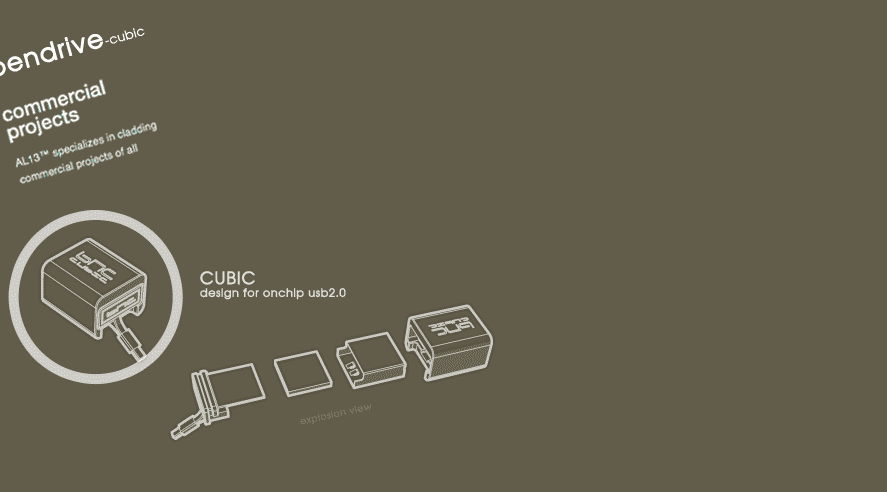 pendrive-cubic
commercial
projects
AL13™ specializes in cladding
commercial projects of all
CUBIC
design for onchip usb2.0
explosion view